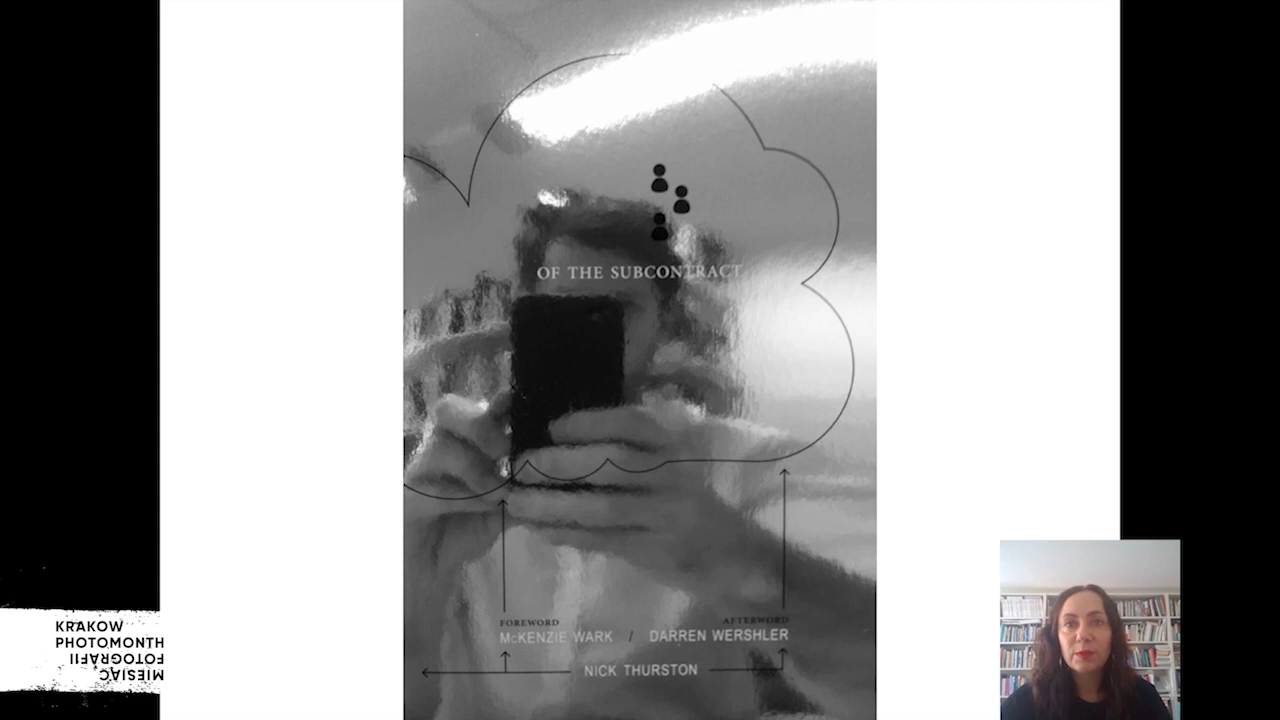 OF THE SUBCONTRACT
FOREWORD
AFTERWORD
McKENZIE WARK / DARREN WERSHLER
NICK THURSTON
KRAKOW
PHOTOMONTH
FOTOGRAFII
MIESIĄC